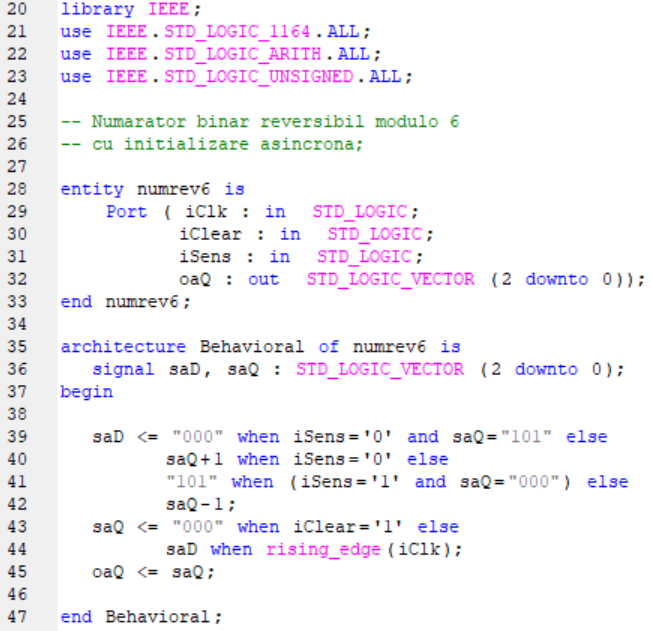 20 library IEEE;
21 use IEEE.STD_LOGIC_1164.ALL;
22 use IEEE.STD_LOGIC_ARITH.ALL;
23 use IEEE.STD_LOGIC_UNSIGNED.ALL;
24
25 -- Numarator binar reversibil modulo 6
26 -- cu initializare asincrona;
27
28 entity numrev6 is
29     Port ( iClk : in  STD_LOGIC;
30            iClear : in  STD_LOGIC;
31            iSens : in  STD_LOGIC;
32            oaQ : out  STD_LOGIC_VECTOR (2 downto 0));
33 end numrev6;
34
35 architecture Behavioral of numrev6 is
36    signal saD, saQ : STD_LOGIC_VECTOR (2 downto 0);
37 begin
38
39    saD <= "000" when iSens='0' and saQ="101" else
40           saQ+1 when iSens='0' else
41           "101" when (iSens='1' and saQ="000") else
42           saQ-1;
43    saQ <= "000" when iClear='1' else
44           saD when rising_edge(iClk);
45    oaQ <= saQ;
46
47 end Behavioral;